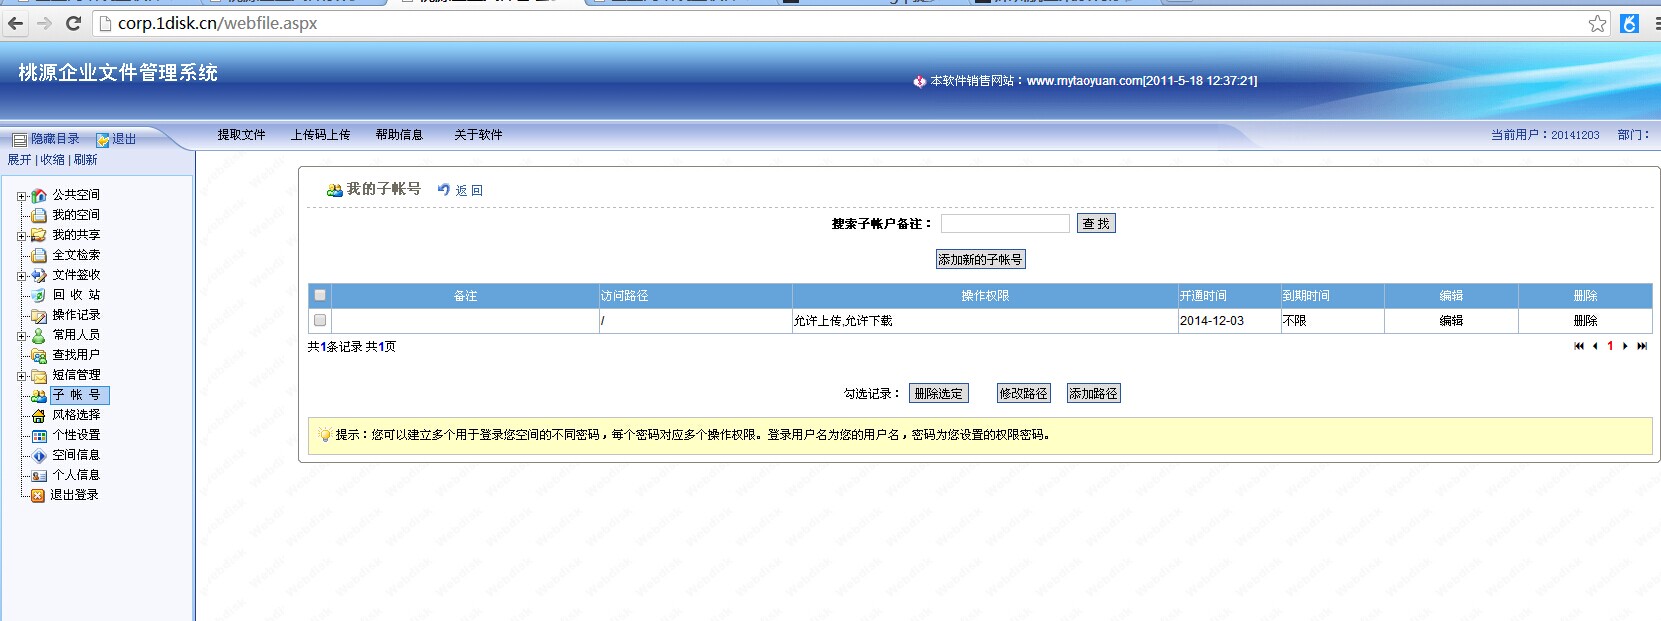 corp.1disk.cn/webfile.aspx
桃源企业文件管理系统
本软件销售网站：www.mytaoyuan.com[2011-5-18 12:37:21]
隐藏目录 退出
提取文件 上传码上传 帮助信息 关于软件
当前用户：20141203 部门：
展开 | 收缩 | 刷新
公共空间
我的空间
我的共享
全文检索
文件签收
回 收 站
操作记录
常用人员
查找用户
短信管理
子 帐 号
风格选择
个性设置
空间信息
个人信息
退出登录
我的子帐号 返回
搜索子帐户备注： 查 找
添加新的子帐号
备注 访问路径 操作权限 开通时间 到期时间 编辑 删除
/ 允许上传,允许下载 2014-12-03 不限 编辑 删除
共1条记录 共1页
1
勾选记录： 删除选定 修改路径 添加路径
提示：您可以建立多个用于登录您空间的不同密码，每个密码对应多个操作权限。登录用户名为您的用户名，密码为您设置的权限密码。